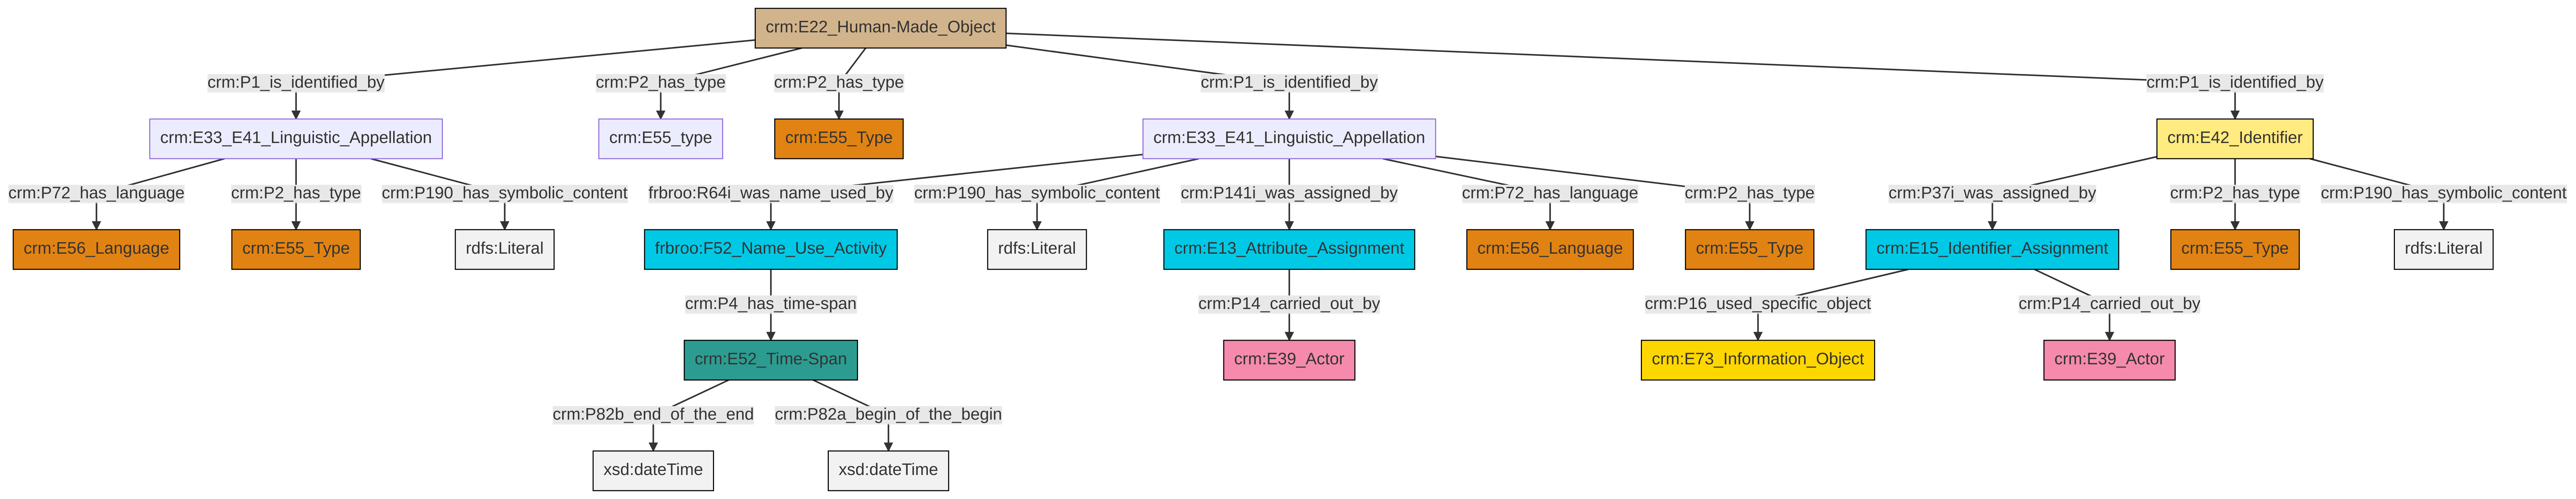 crm:E22_Human-Made_Object
crm:P1_is_identified_by
crm:P2_has_type
crm:P2_has_type
crm:P1_is_identified_by
crm:P1_is_identified_by
crm:E33_E41_Linguistic_Appellation
crm:E55_type
crm:E55_Type
crm:E33_E41_Linguistic_Appellation
crm:E42_Identifier
crm:P72_has_language
crm:P2_has_type
crm:P190_has_symbolic_content
frbroo:R64i_was_name_used_by
crm:P190_has_symbolic_content
crm:P141i_was_assigned_by
crm:P72_has_language
crm:P2_has_type
crm:P37i_was_assigned_by
crm:P2_has_type
crm:P190_has_symbolic_content
crm:E56_Language
crm:E55_Type
rdfs:Literal
frbroo:F52_Name_Use_Activity
rdfs:Literal
crm:E13_Attribute_Assignment
crm:E56_Language
crm:E55_Type
crm:E15_Identifier_Assignment
crm:E55_Type
rdfs:Literal
crm:P4_has_time-span
crm:P14_carried_out_by
crm:P16_used_specific_object
crm:P14_carried_out_by
crm:E52_Time-Span
crm:E39_Actor
crm:E73_Information_Object
crm:E39_Actor
crm:P82b_end_of_the_end
crm:P82a_begin_of_the_begin
xsd:dateTime
xsd:dateTime